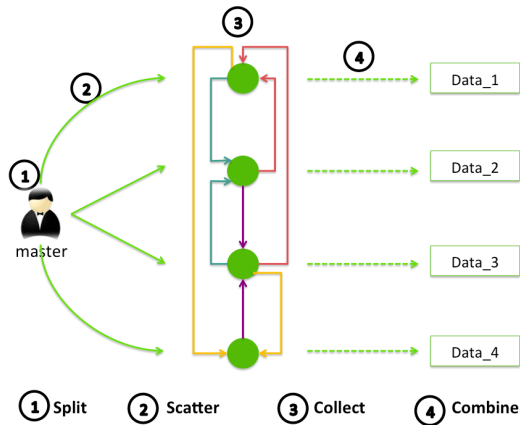 3
4
2
1
master
Data_1
Data_2
Data_3
Data_4
1 Split 2 Scatter 3 Collect 4 Combine